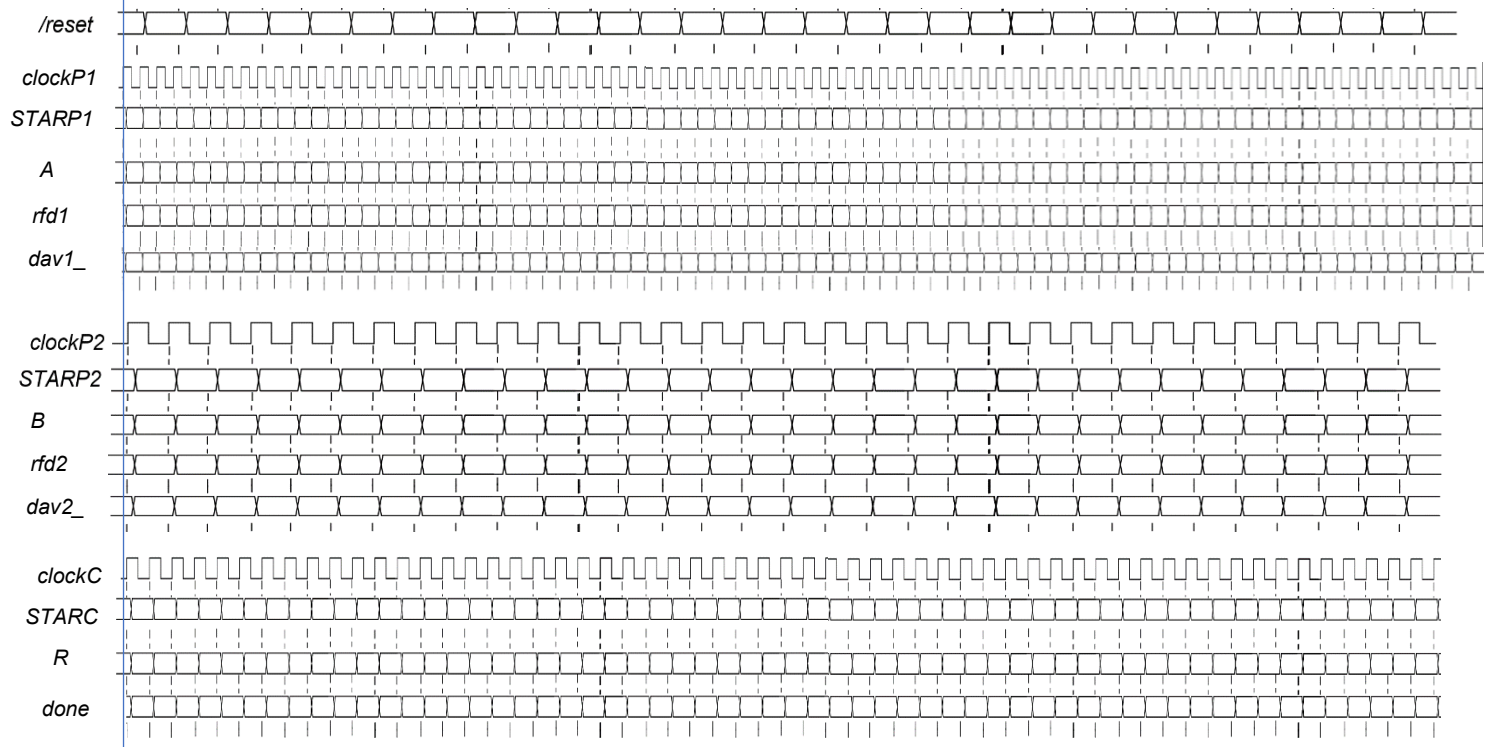 /reset
clockP1
STARP1
A
rfd1
dav1_
clockP2
STARP2
B
rfd2
dav2_
clockC
STARC
R
done